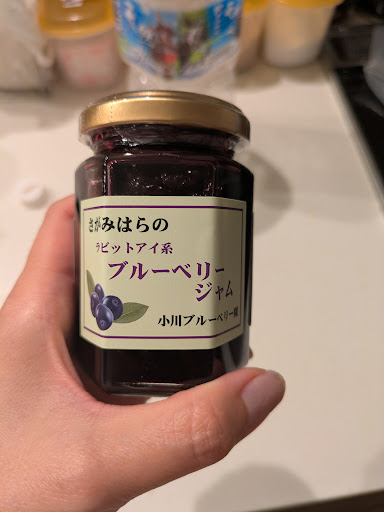 さがみはらの
ラビットアイ系
ブルーベリー
ジャム
小川ブルーベリー園